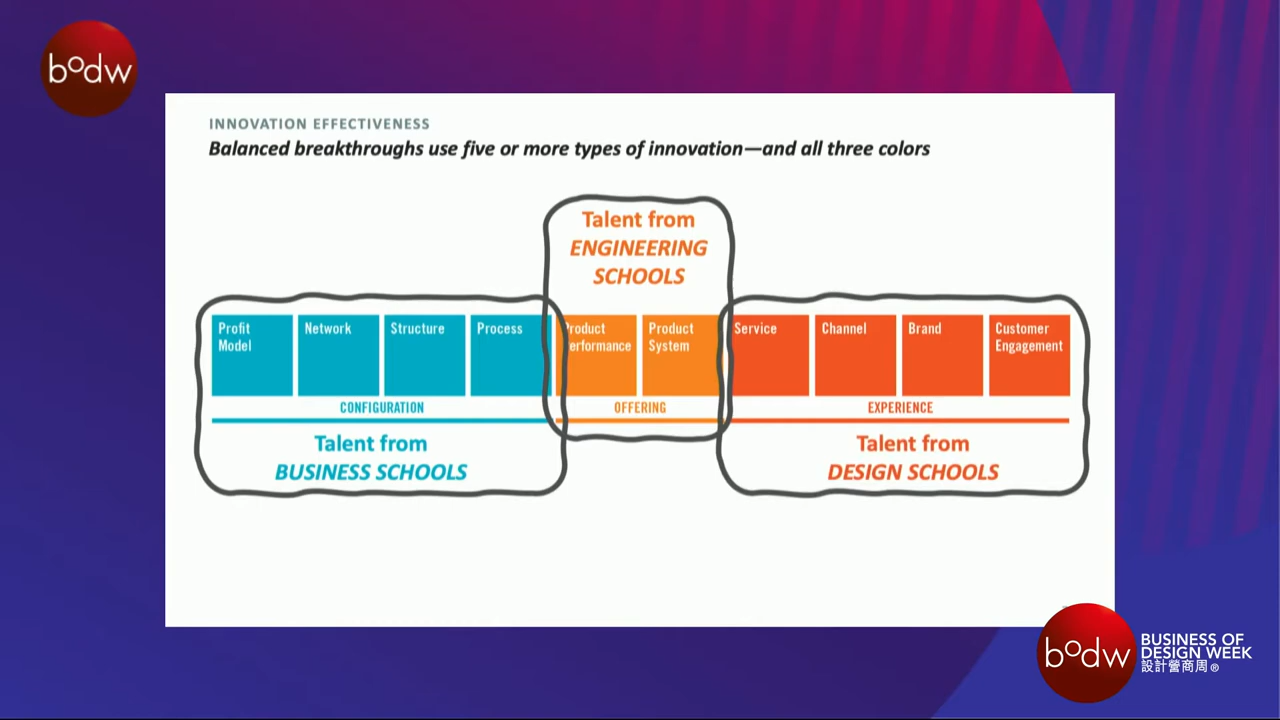 bodw
INNOVATION EFFECTIVENESS
Balanced breakthroughs use five or more types of innovation—and all three colors
Talent from
ENGINEERING
SCHOOLS
Profit
Model
Network
Structure
Process
Product
Performance
Product
System
Service
Channel
Brand
Customer
Engagement
CONFIGURATION
OFFERING
EXPERIENCE
Talent from
BUSINESS SCHOOLS
Talent from
DESIGN SCHOOLS
bodw
BUSINESS OF
DESIGN WEEK
設計營商周®